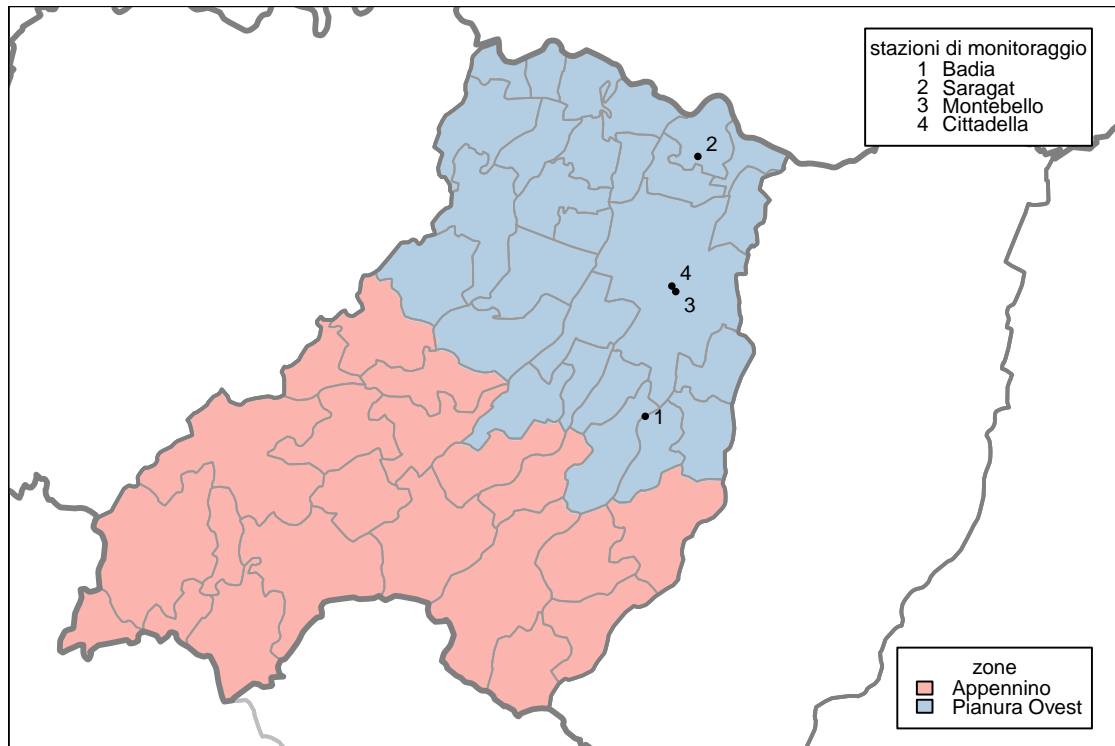 stazioni di monitoraggio
1 Badia
2 Saragat
3 Montebello
4 Cittadella
2
4
3
1
zone
Appennino
Pianura Ovest